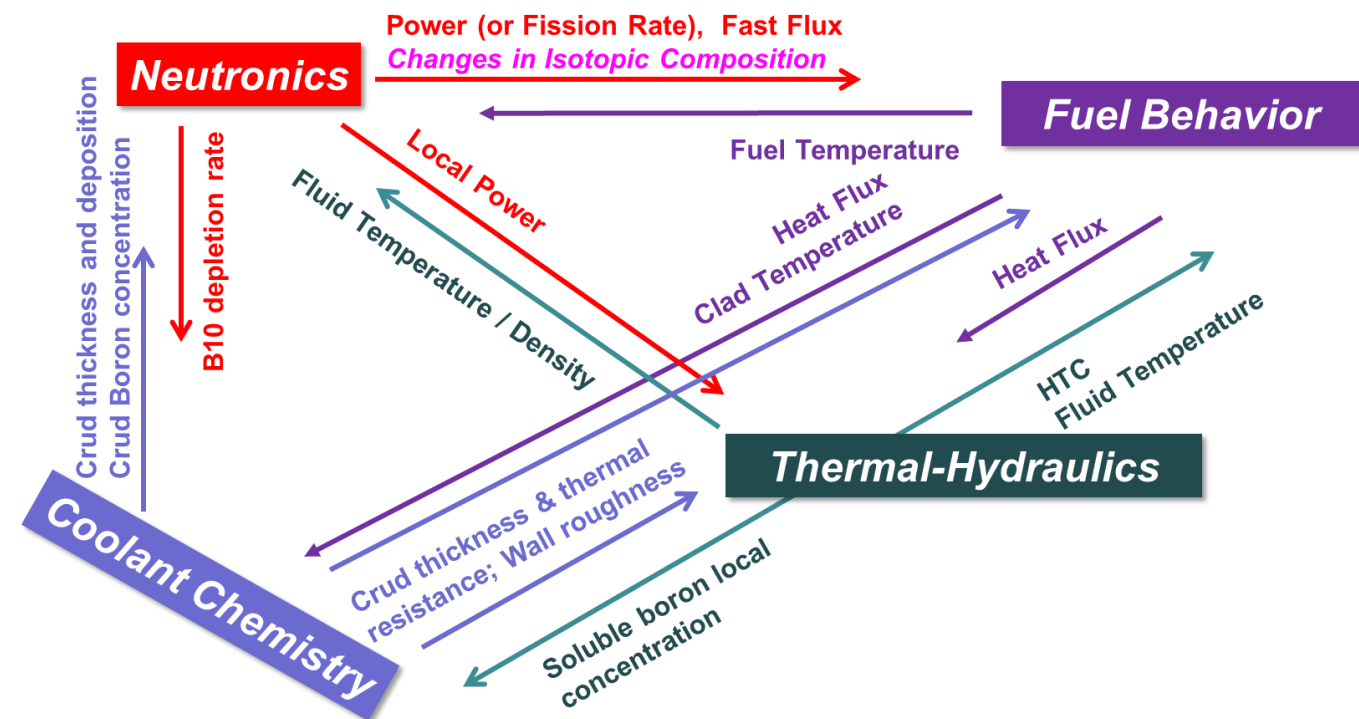 Power (or Fission Rate), Fast Flux
Changes in Isotopic Composition
Neutronics
Fuel Behavior
Fuel Temperature
Crud thickness and deposition
Crud Boron concentration
B10 depletion rate
Local Power
Fluid Temperature / Density
Heat Flux
Clad Temperature
Heat Flux
HTC
Fluid Temperature
Thermal-Hydraulics
Coolant Chemistry
Crud thickness & thermal
resistance; Wall roughness
Soluble boron local
concentration